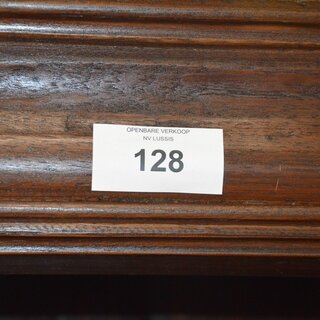 OPENBARE VERKOOP
NV LUSSIS
128